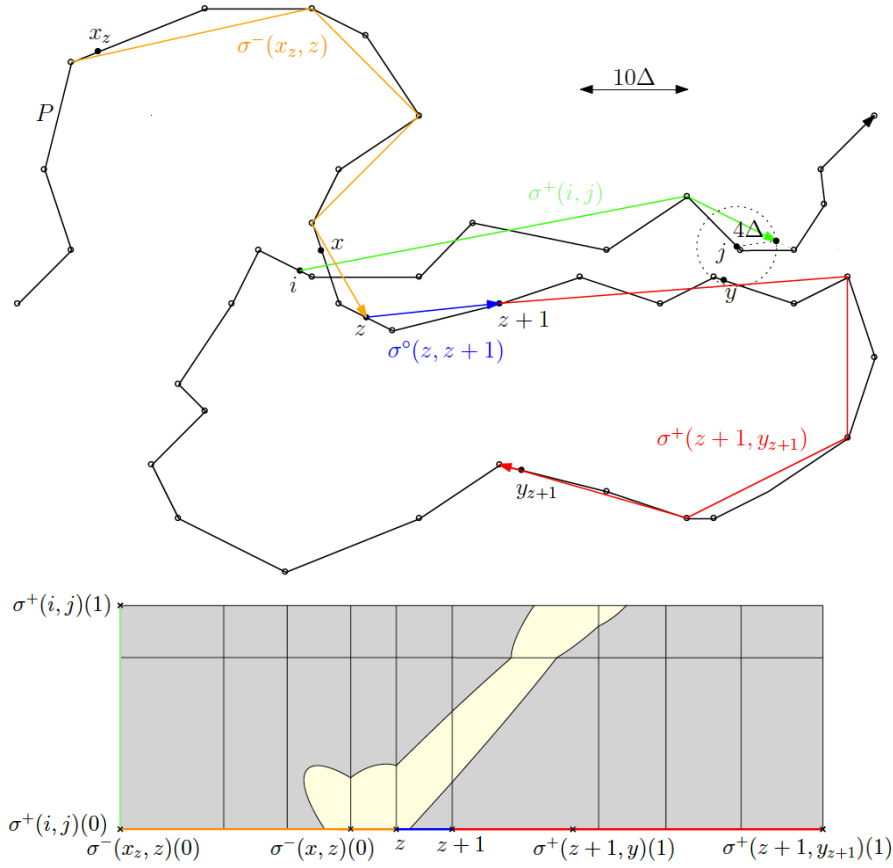 x_z
σ⁻(x_z, z)
10Δ
P
σ⁺(i, j)
4Δ
x
j
i
y
z
z + 1
σ°(z, z + 1)
σ⁺(z + 1, y_{z+1})
y_{z+1}
σ⁺(i, j)(1)
σ⁺(i, j)(0)
σ⁻(x_z, z)(0) σ⁻(x, z)(0) z z + 1 σ⁺(z + 1, y)(1) σ⁺(z + 1, y_{z+1})(1)